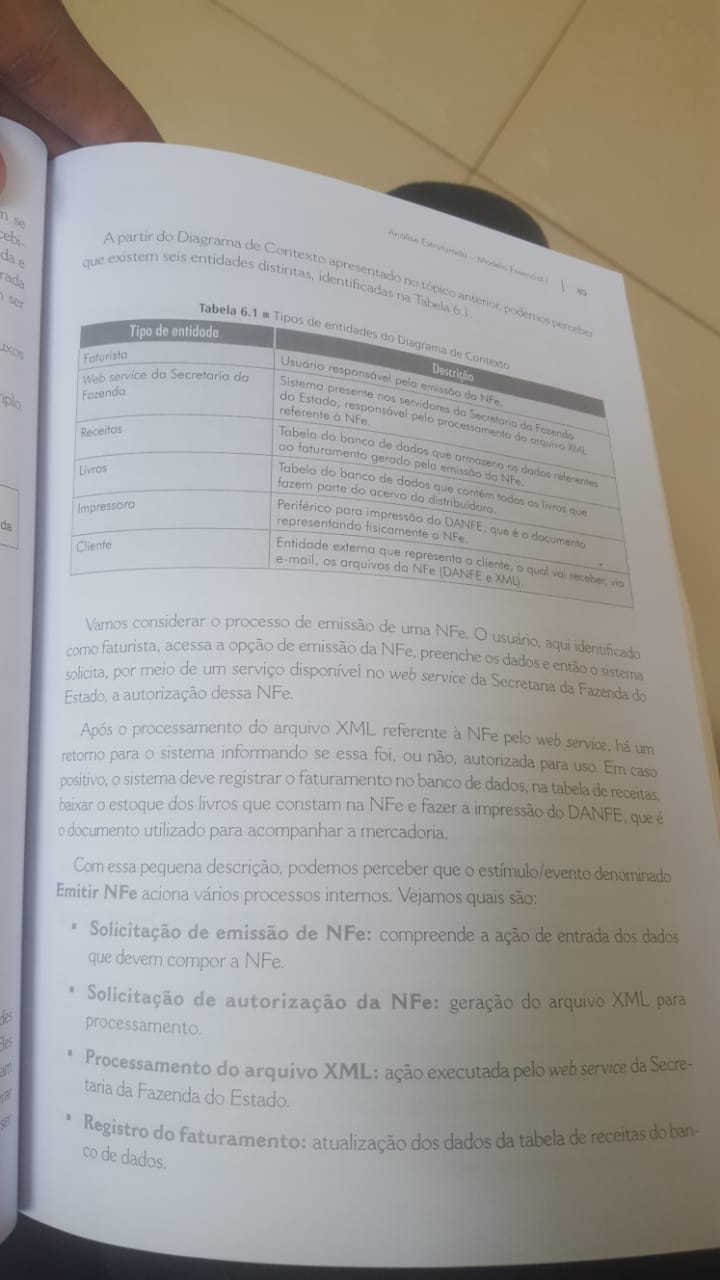 Análise Estruturada – Modelo Essencial I | 89
A partir do Diagrama de Contexto apresentado no tópico anterior, podemos perceber
que existem seis entidades distintas, identificadas na Tabela 6.1.
Tabela 6.1 ■ Tipos de entidades do Diagrama de Contexto
Tipo de entidade Descrição
Faturista Usuário responsável pela emissão da NFe.
Web service da Secretaria da Sistema presente nos servidores da Secretaria da Fazenda
Fazenda do Estado, responsável pelo processamento do arquivo XML
referente à NFe.
Receitas Tabela do banco de dados que armazena os dados referentes
ao faturamento gerado pela emissão da NFe.
Livros Tabela do banco de dados que contém todos os livros que
fazem parte do acervo da distribuidora.
Impressora Periférico para impressão do DANFE, que é o documento
representando fisicamente a NFe.
Cliente Entidade externa que representa o cliente, o qual vai receber, via
e-mail, os arquivos da NFe (DANFE e XML).
Vamos considerar o processo de emissão de uma NFe. O usuário, aqui identificado
como faturista, acessa a opção de emissão da NFe, preenche os dados e então o sistema
solicita, por meio de um serviço disponível no web service da Secretaria da Fazenda do
Estado, a autorização dessa NFe.
Após o processamento do arquivo XML referente à NFe pelo web service, há um
retorno para o sistema informando se essa foi, ou não, autorizada para uso. Em caso
positivo, o sistema deve registrar o faturamento no banco de dados, na tabela de receitas,
baixar o estoque dos livros que constam na NFe e fazer a impressão do DANFE, que é
o documento utilizado para acompanhar a mercadoria.
Com essa pequena descrição, podemos perceber que o estímulo/evento denominado
Emitir NFe aciona vários processos internos. Vejamos quais são:
▪ Solicitação de emissão de NFe: compreende a ação de entrada dos dados
que devem compor a NFe.
▪ Solicitação de autorização da NFe: geração do arquivo XML para
processamento.
▪ Processamento do arquivo XML: ação executada pelo web service da Secre-
taria da Fazenda do Estado.
▪ Registro do faturamento: atualização dos dados da tabela de receitas do ban-
co de dados.